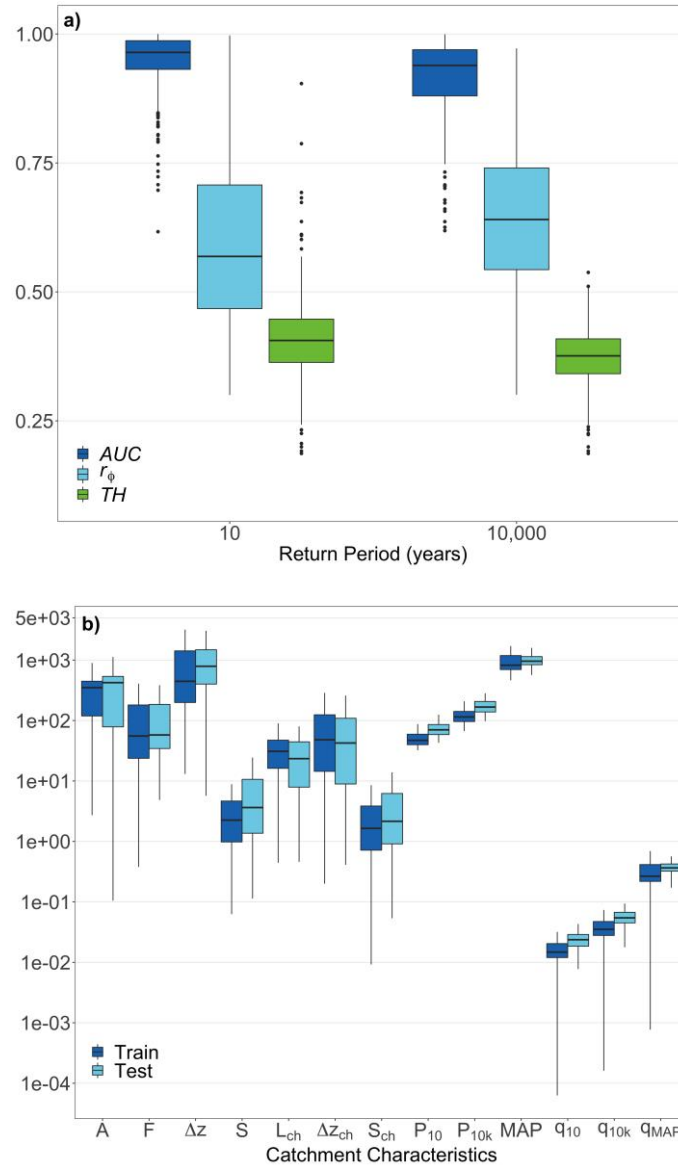 a)
1.00
0.75
0.50
0.25
AUC
rϕ
TH
10 10,000
Return Period (years)
b)
5e+03
1e+03
1e+02
1e+01
1e+00
1e-01
1e-02
1e-03
1e-04
Train
Test
A F Δz S Lch Δzch Sch P10 P10k MAP q10 q10k qMAP
Catchment Characteristics